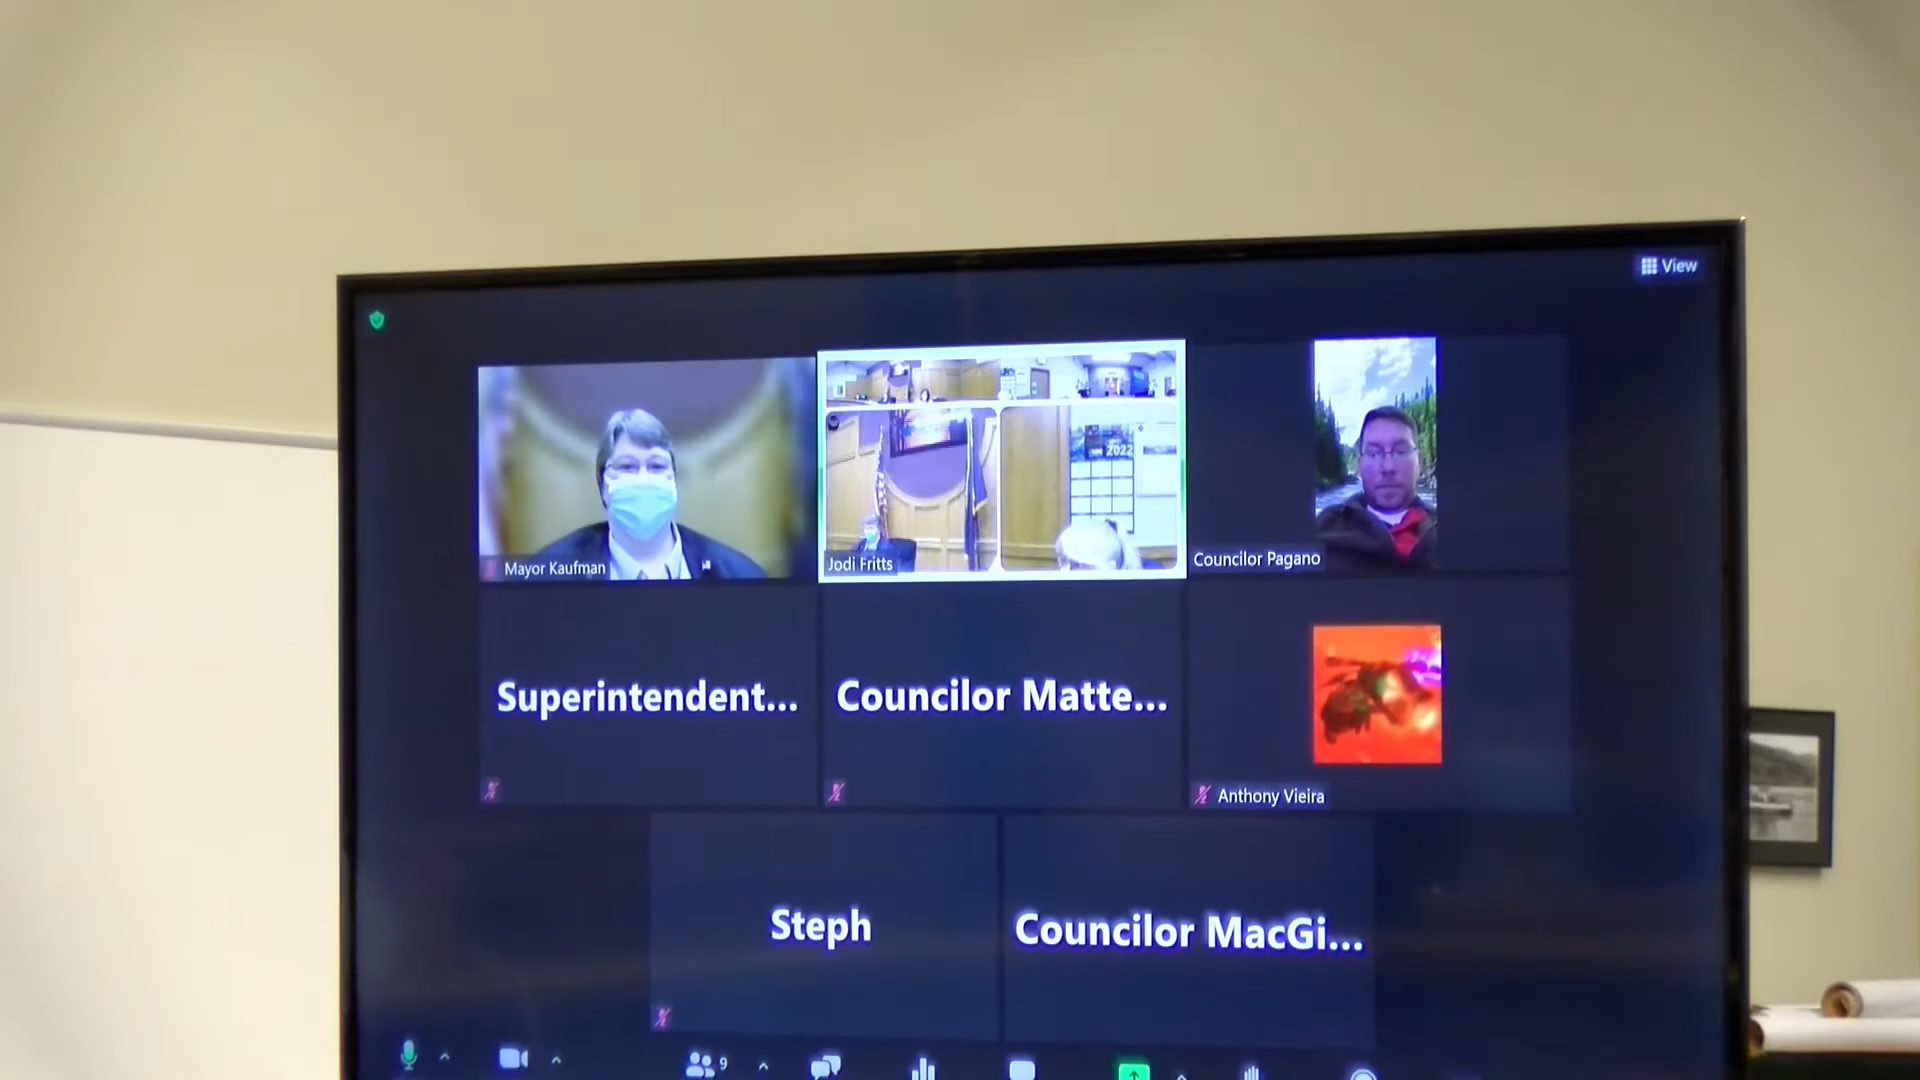 View
Mayor Kaufman
2022
Jodi Fritts
Councilor Pagano
Superintendent...
Councilor Matte...
Anthony Vieira
Steph
Councilor MacGi...
9